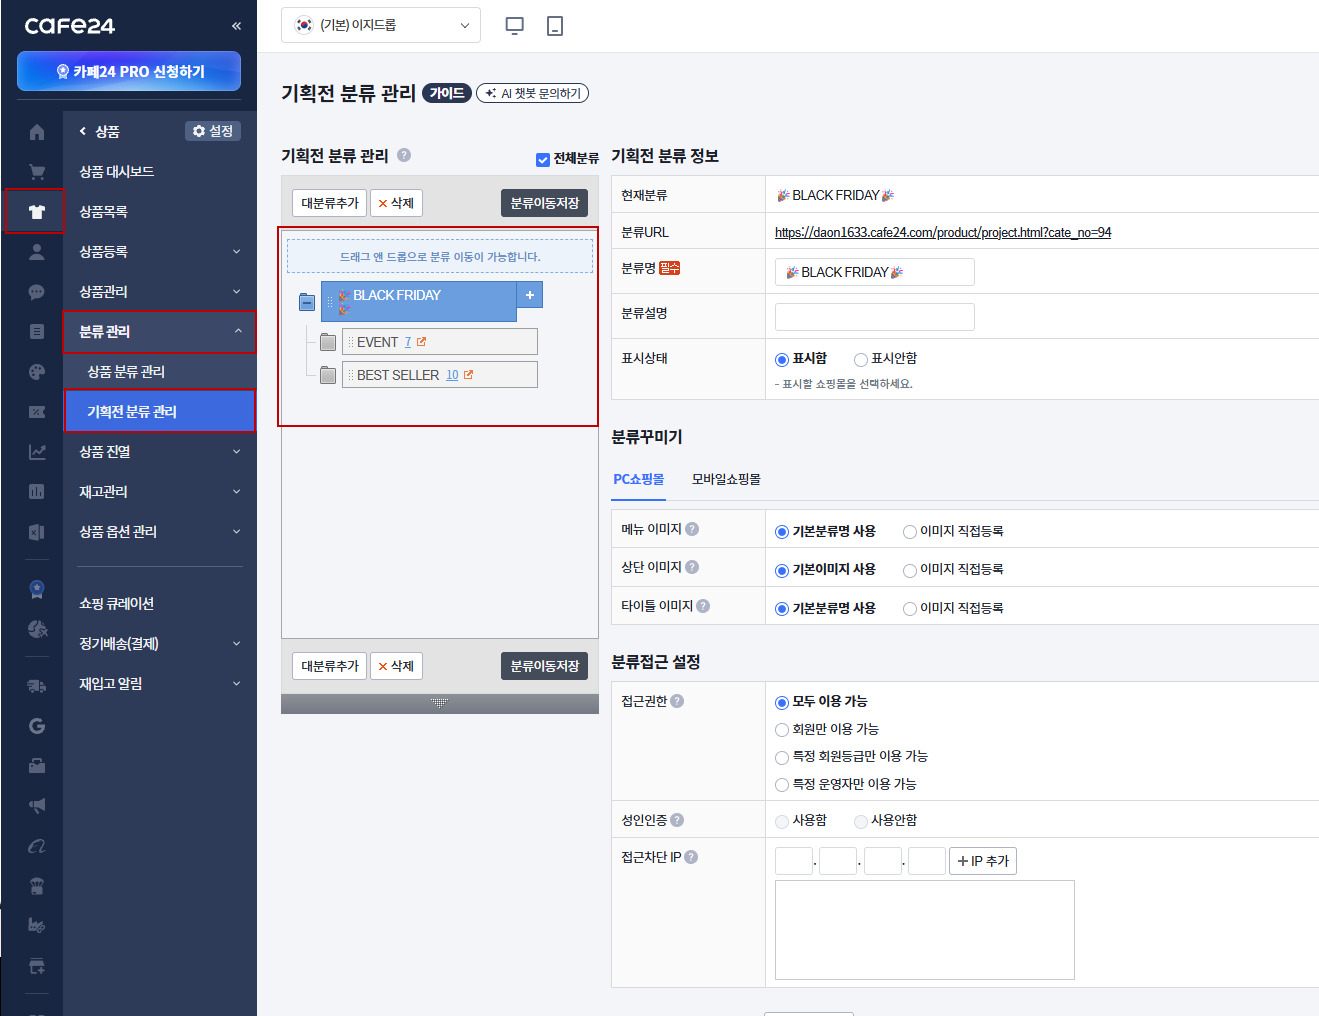 cafe24
카페24 PRO 신청하기
상품
설정
상품 대시보드
상품목록
상품등록
상품관리
분류 관리
상품 분류 관리
기획전 분류 관리
상품 진열
재고관리
상품 옵션 관리
쇼핑 큐레이션
정기배송(결제)
재입고 알림
(기본) 이지드롭
기획전 분류 관리 가이드 AI 챗봇 문의하기
기획전 분류 관리 ? 전체분류
대분류추가 × 삭제 분류이동저장
드래그 앤 드롭으로 분류 이동이 가능합니다.
🎉BLACK FRIDAY
🎉
+
EVENT 7
BEST SELLER 10
대분류추가 × 삭제 분류이동저장
기획전 분류 정보
현재분류 🎉BLACK FRIDAY🎉
분류URL https://daon1633.cafe24.com/product/project.html?cate_no=94
분류명 필수 🎉BLACK FRIDAY🎉
분류설명
표시상태 표시함 표시안함
- 표시할 쇼핑몰을 선택하세요.
분류꾸미기
PC쇼핑몰 모바일쇼핑몰
메뉴 이미지 ? 기본분류명 사용 이미지 직접등록
상단 이미지 ? 기본이미지 사용 이미지 직접등록
타이틀 이미지 ? 기본분류명 사용 이미지 직접등록
분류접근 설정
접근권한 ? 모두 이용 가능
회원만 이용 가능
특정 회원등급만 이용 가능
특정 운영자만 이용 가능
성인인증 ? 사용함 사용안함
접근차단 IP ? . . . + IP 추가